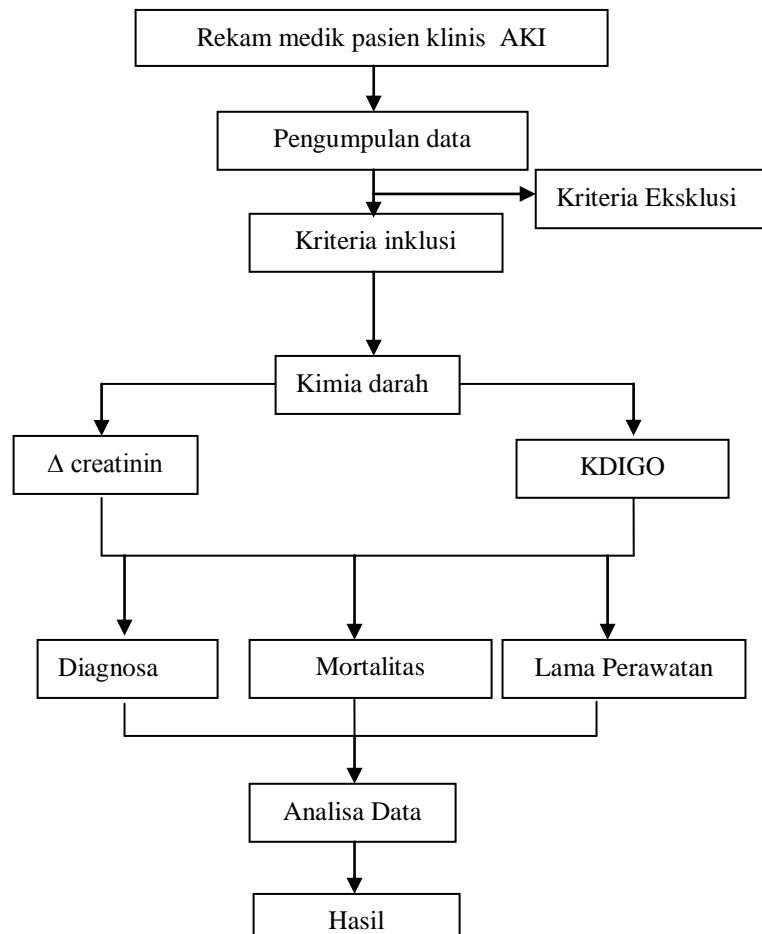 Rekam medik pasien klinis AKI
Pengumpulan data
Kriteria Eksklusi
Kriteria inklusi
Kimia darah
Δ creatinin
KDIGO
Diagnosa
Mortalitas
Lama Perawatan
Analisa Data
Hasil